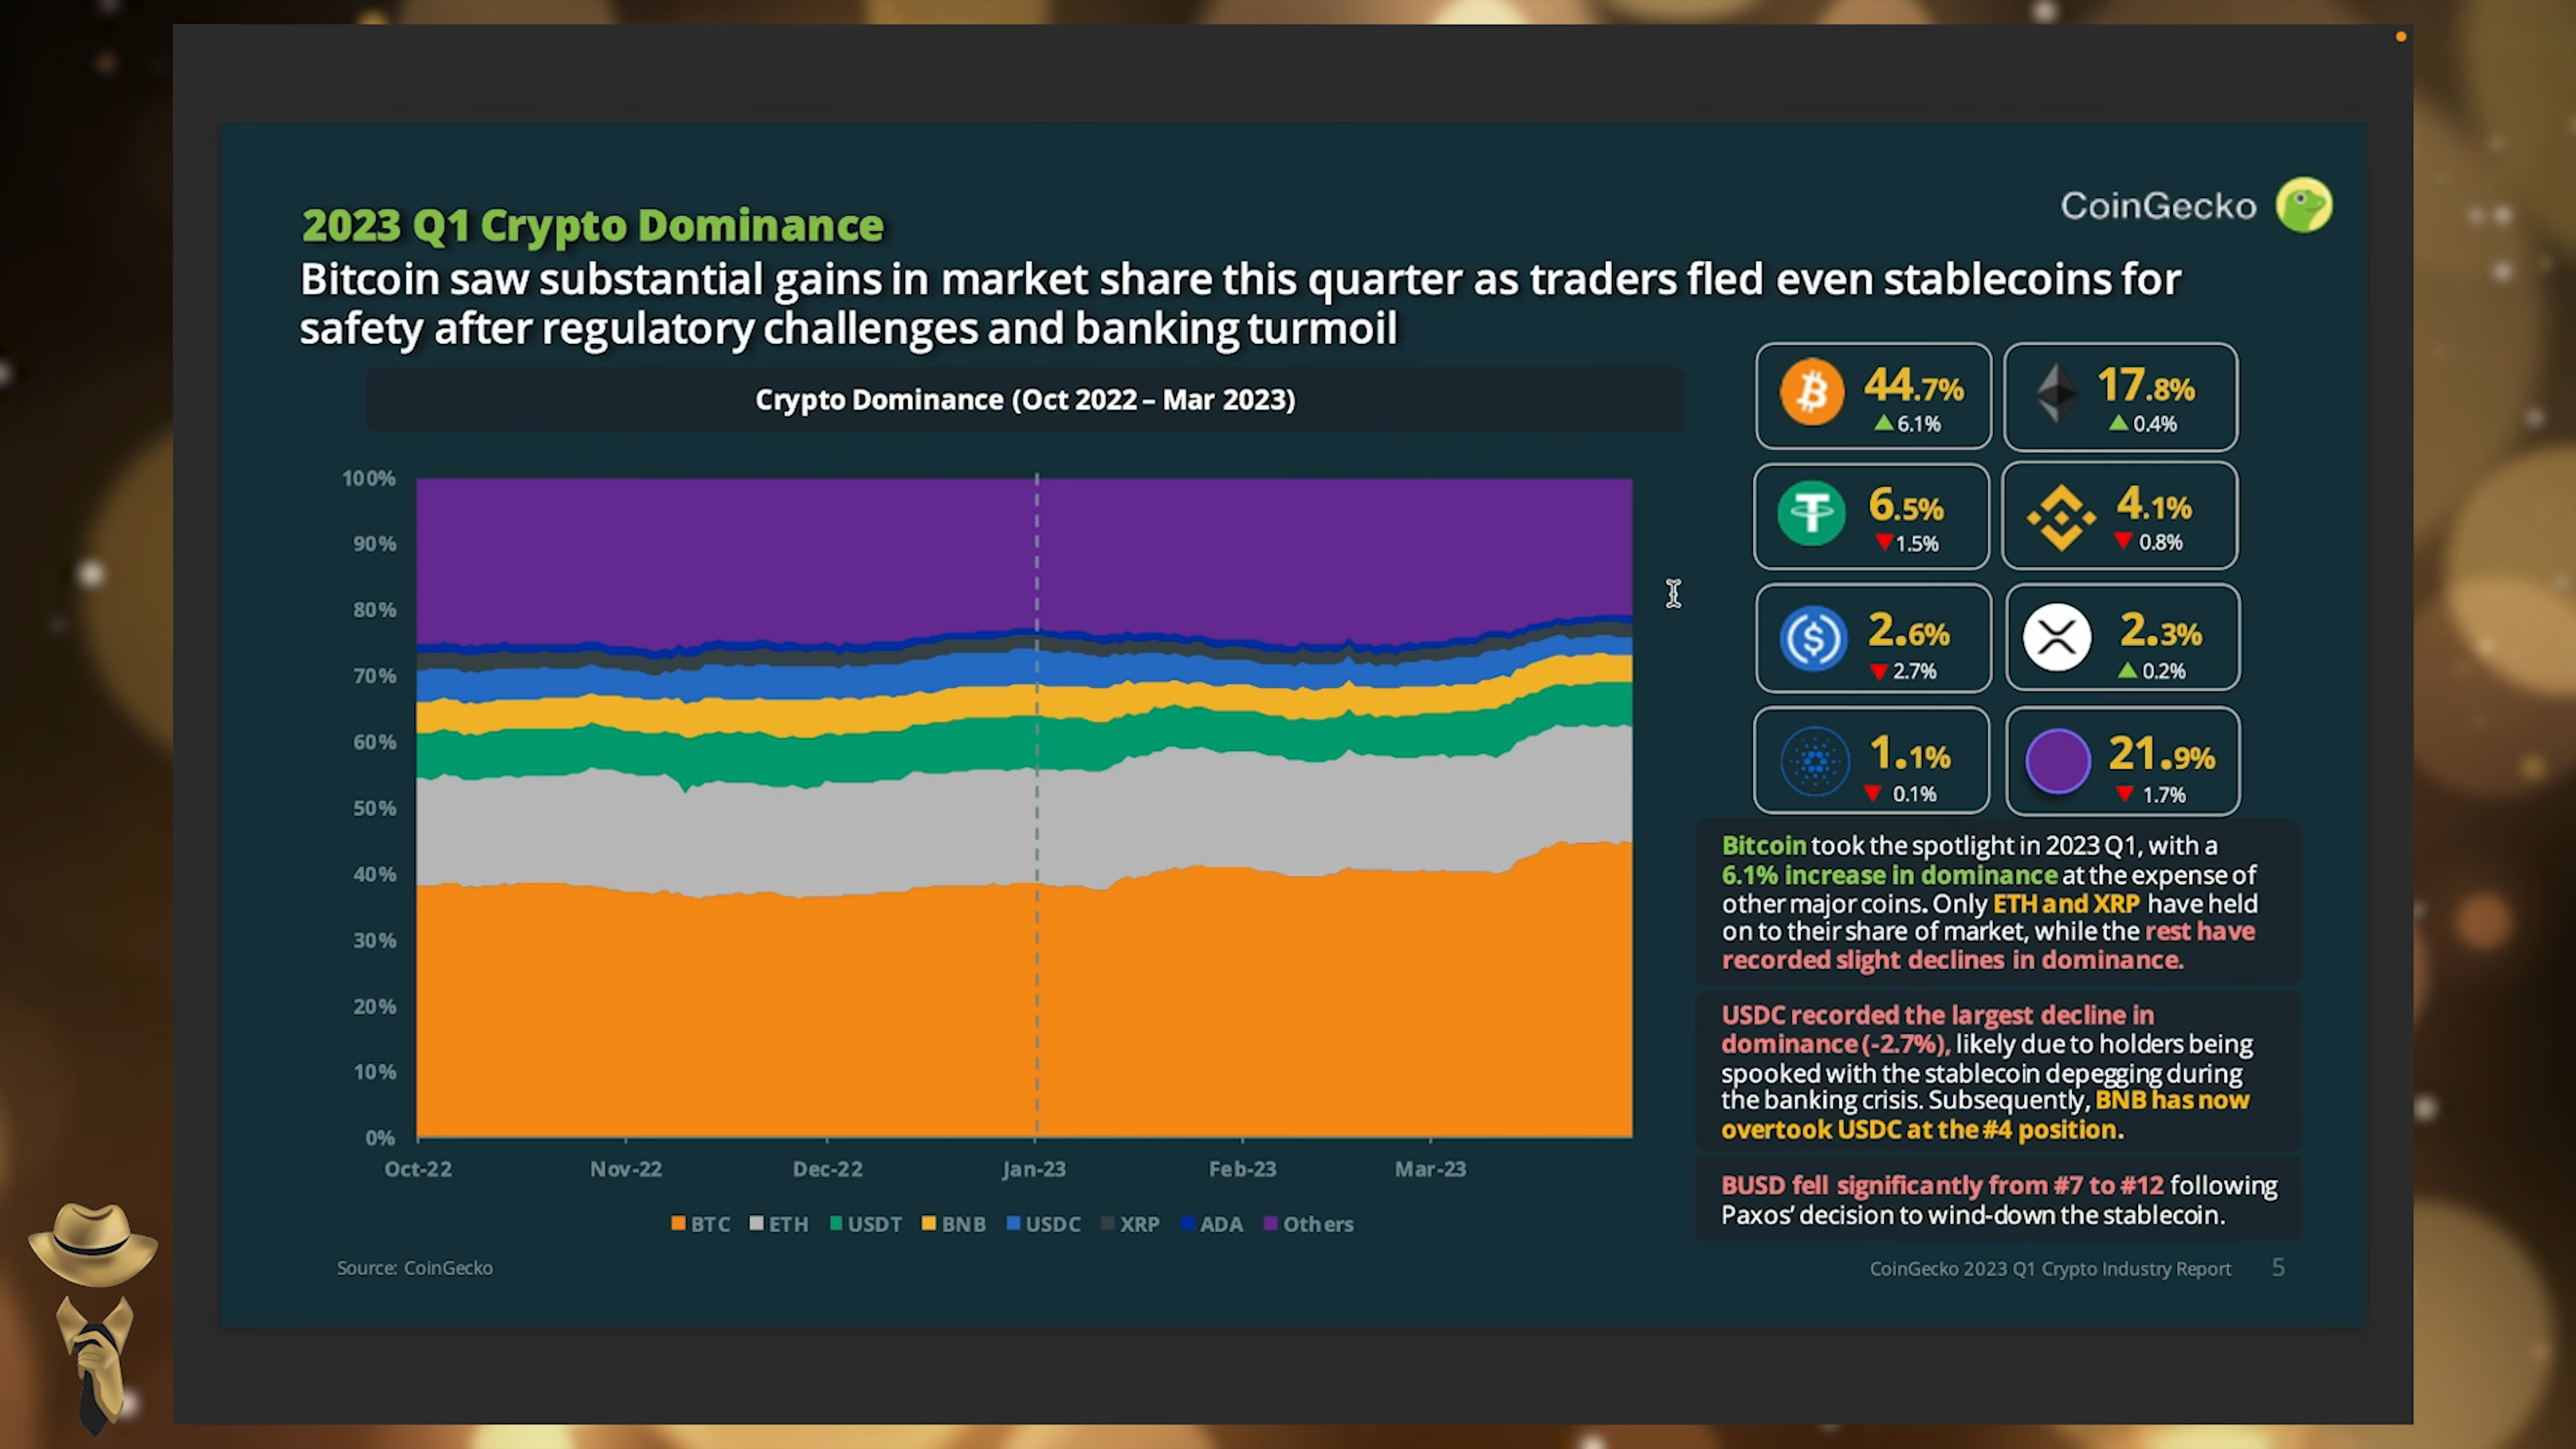 CoinGecko
2023 Q1 Crypto Dominance
Bitcoin saw substantial gains in market share this quarter as traders fled even stablecoins for
safety after regulatory challenges and banking turmoil
Crypto Dominance (Oct 2022 – Mar 2023)
100%
90%
80%
70%
60%
50%
40%
30%
20%
10%
0%
Oct-22 Nov-22 Dec-22 Jan-23 Feb-23 Mar-23
BTC ETH USDT BNB USDC XRP ADA Others
Source: CoinGecko
44.7% 17.8%
6.1% 0.4%
6.5% 4.1%
1.5% 0.8%
2.6% 2.3%
2.7% 0.2%
1.1% 21.9%
0.1% 1.7%
Bitcoin took the spotlight in 2023 Q1, with a
6.1% increase in dominance at the expense of
other major coins. Only ETH and XRP have held
on to their share of market, while the rest have
recorded slight declines in dominance.
USDC recorded the largest decline in
dominance (-2.7%), likely due to holders being
spooked with the stablecoin depegging during
the banking crisis. Subsequently, BNB has now
overtook USDC at the #4 position.
BUSD fell significantly from #7 to #12 following
Paxos' decision to wind-down the stablecoin.
CoinGecko 2023 Q1 Crypto Industry Report 5